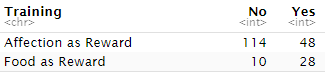 Training No Yes
<chr> <int> <int>
Affection as Reward 114 48
Food as Reward 10 28